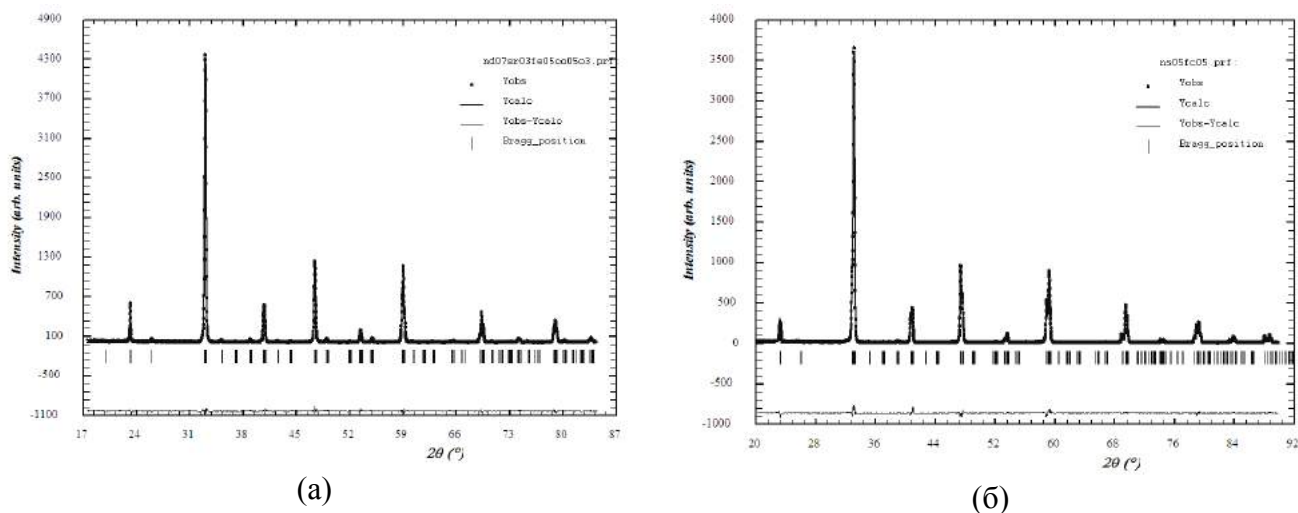 4900
4300
3700
3100
2500
1900
1300
700
100
-500
-1100
Intensity (arb. units)
nd07sr03fe05co05o3.prf:
Yobs
Ycalc
Yobs-Ycalc
Bragg_position
17 24 31 38 45 52 59 66 73 80 87
2θ (°)
(а)
4000
3500
3000
2500
2000
1500
1000
500
0
-500
-1000
Intensity (arb. units)
ns05fc05.prf:
Yobs
Ycalc
Yobs-Ycalc
Bragg_position
20 28 36 44 52 60 68 76 84 92
2θ (°)
(б)